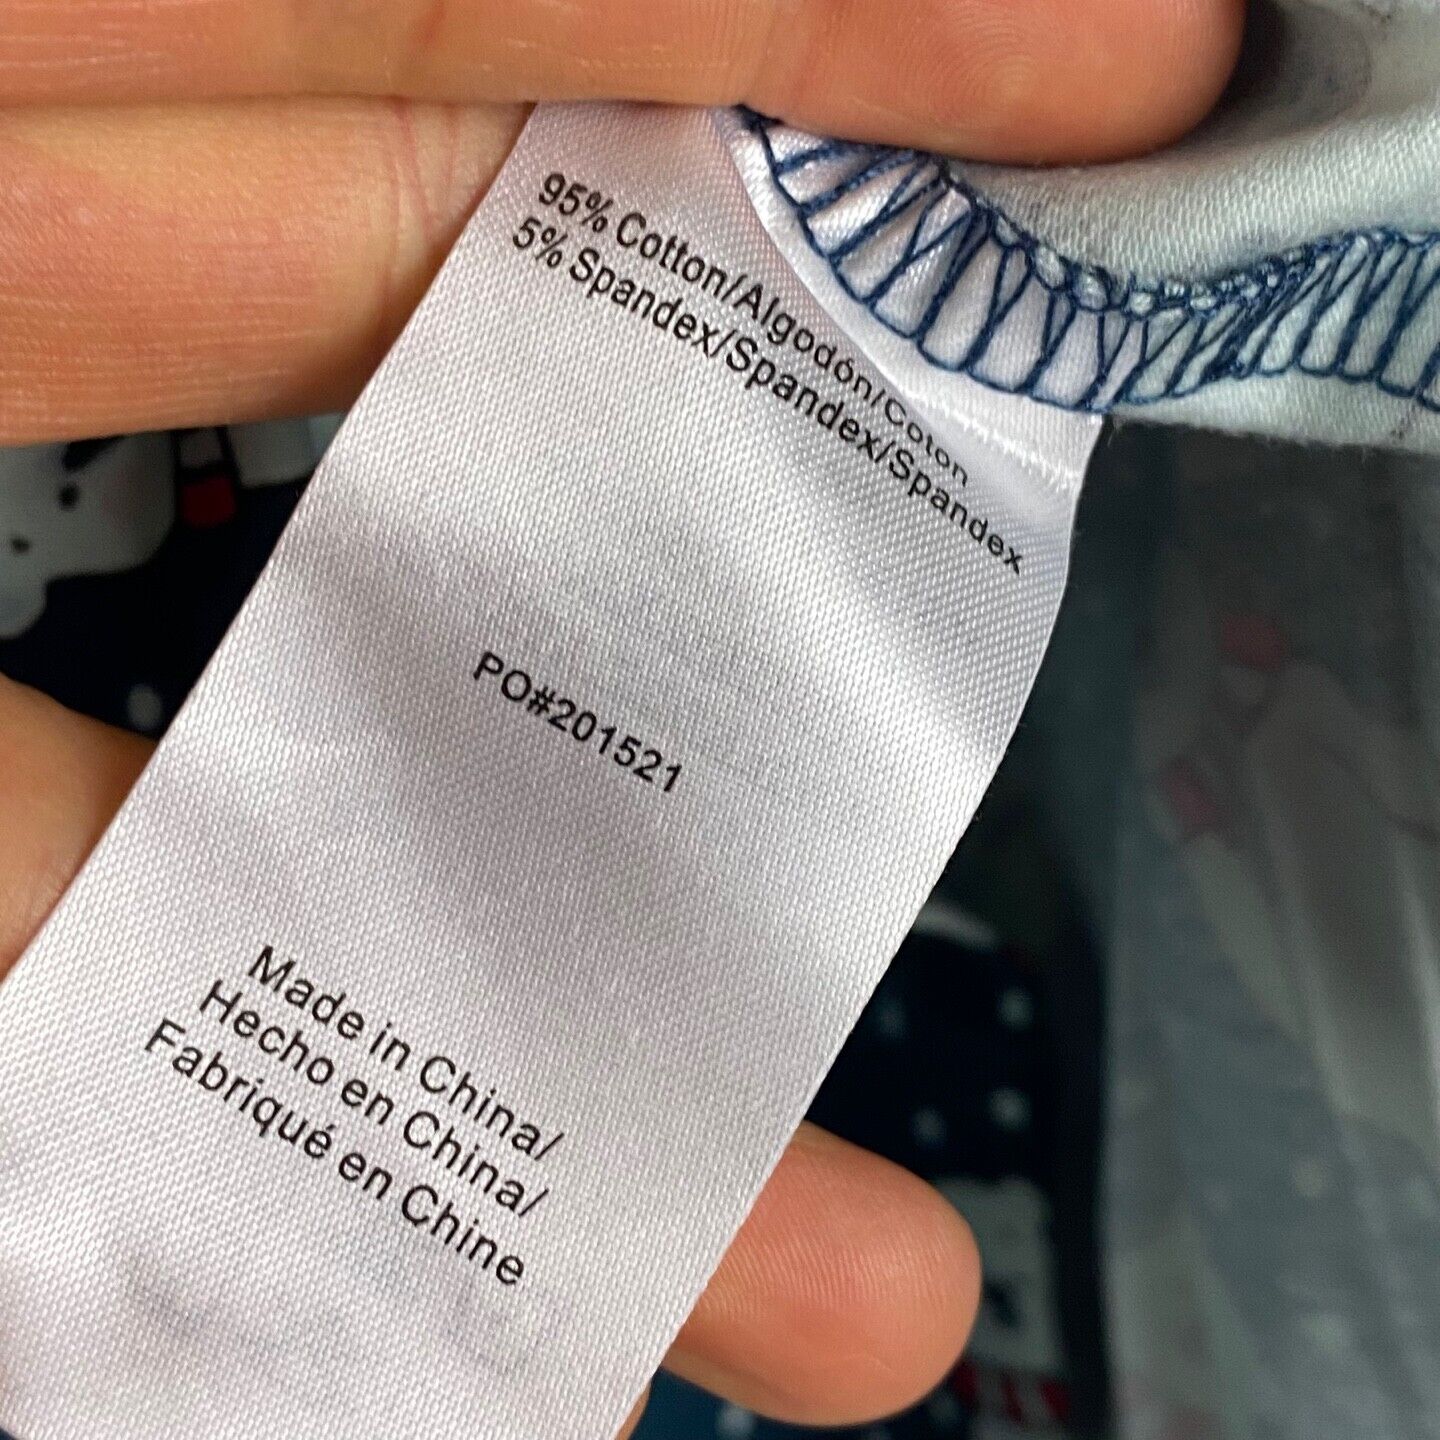 95% Cotton/Algodón/Coton
5% Spandex/Spandex/Spandex
PO#201521
Made in China/
Hecho en China/
Fabriqué en Chine